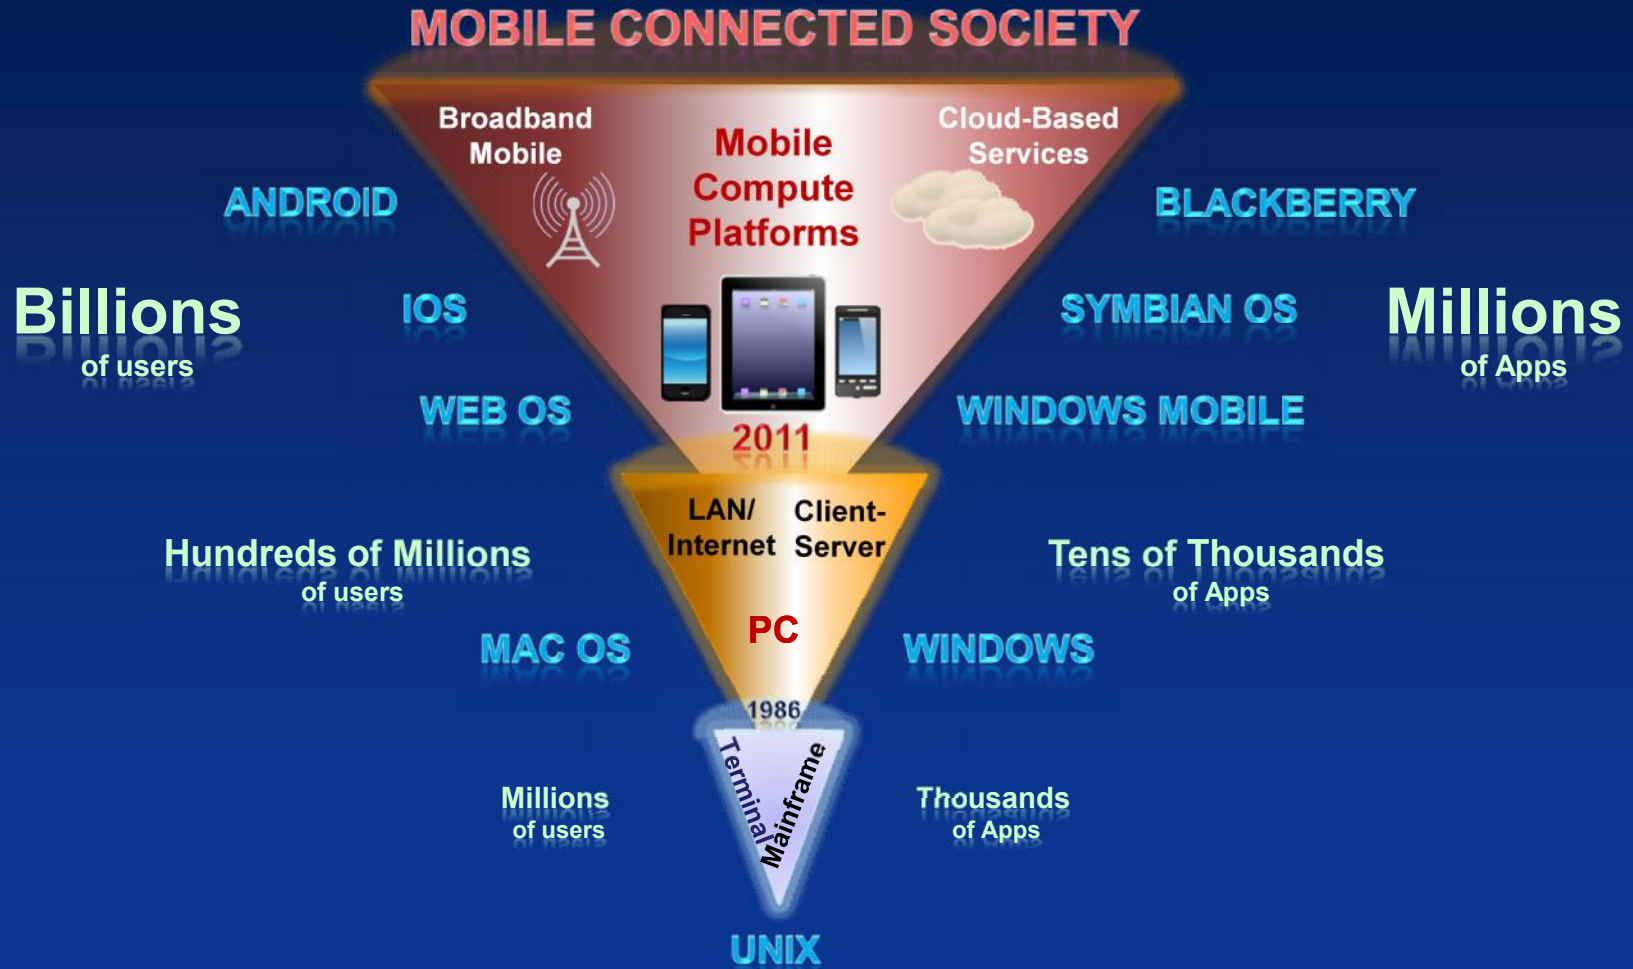 MOBILE CONNECTED SOCIETY
Broadband
Mobile
Mobile
Compute
Platforms
Cloud-Based
Services
ANDROID
BLACKBERRY
Billions
of users
IOS
SYMBIAN OS
Millions
of Apps
WEB OS
WINDOWS MOBILE
2011
LAN/
Internet
Client-
Server
Hundreds of Millions
of users
Tens of Thousands
of Apps
PC
MAC OS
WINDOWS
1986
Terminal
Mainframe
Millions
of users
Thousands
of Apps
UNIX